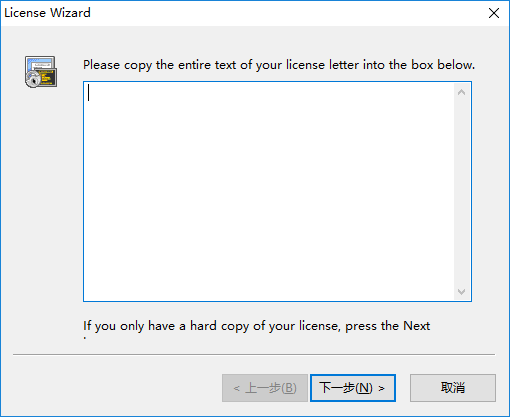 License Wizard
Please copy the entire text of your license letter into the box below.
If you only have a hard copy of your license, press the Next
< 上一步(B)
下一步(N) >
取消